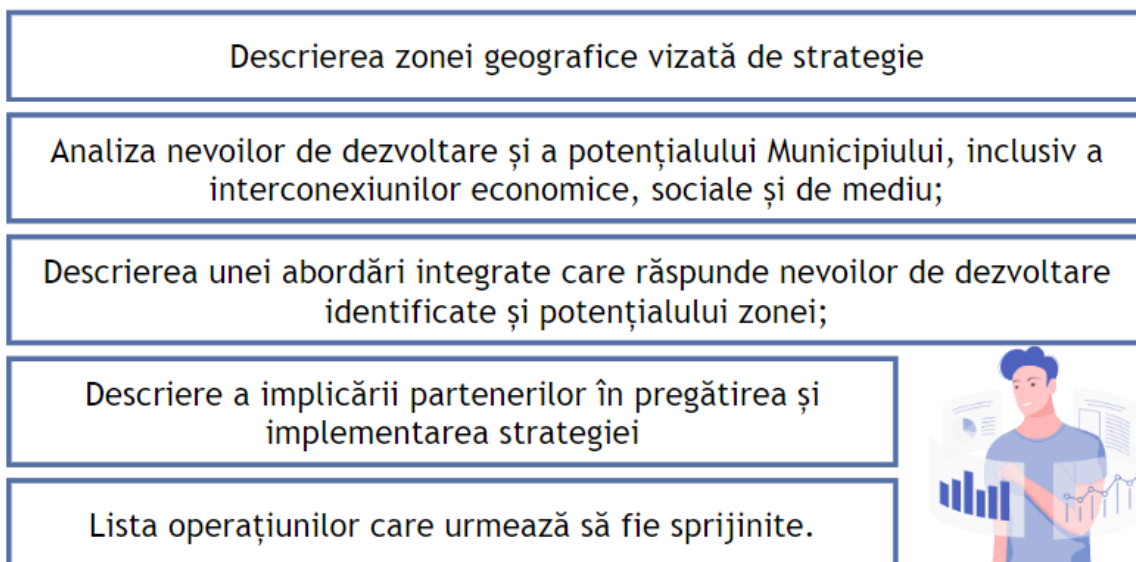 Descrierea zonei geografice vizată de strategie
Analiza nevoilor de dezvoltare și a potențialului Municipiului, inclusiv a
interconexiunilor economice, sociale și de mediu;
Descrierea unei abordări integrate care răspunde nevoilor de dezvoltare
identificate și potențialului zonei;
Descriere a implicării partenerilor în pregătirea și
implementarea strategiei
Lista operațiunilor care urmează să fie sprijinite.